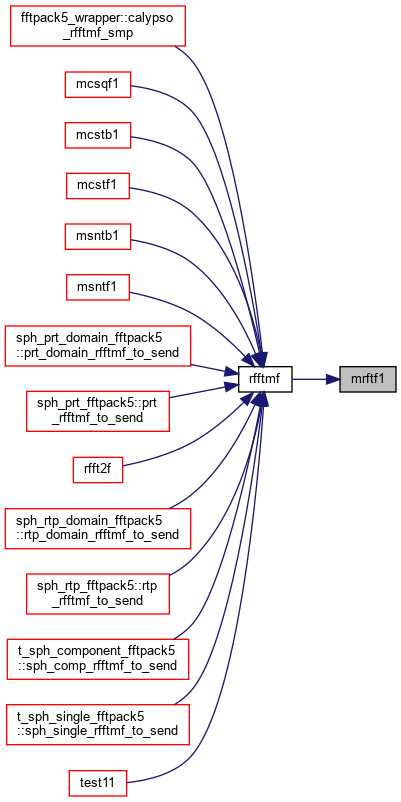 fftpack5_wrapper::calypso
_rfftmf_smp
mcsqf1
mcstb1
mcstf1
msntb1
msntf1
sph_prt_domain_fftpack5
::prt_domain_rfftmf_to_send
sph_prt_fftpack5::prt
_rfftmf_to_send
rfft2f
sph_rtp_domain_fftpack5
::rtp_domain_rfftmf_to_send
sph_rtp_fftpack5::rtp
_rfftmf_to_send
t_sph_component_fftpack5
::sph_comp_rfftmf_to_send
t_sph_single_fftpack5
::sph_single_rfftmf_to_send
test11
rfftmf
mrftf1